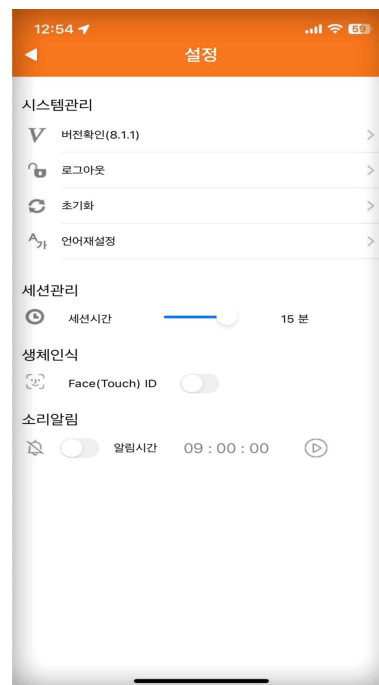 12:54
59
설정
시스템관리
V 버전확인(8.1.1)
로그아웃
초기화
A가 언어재설정
세션관리
세션시간 15 분
생체인식
Face(Touch) ID
소리알림
알림시간 09 : 00 : 00